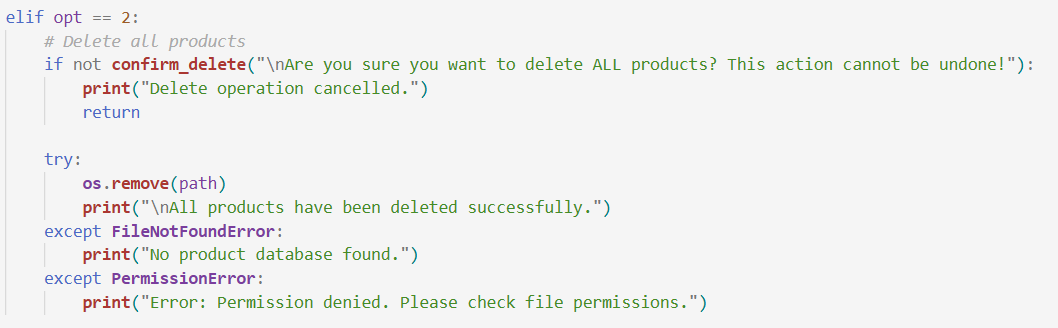 elif opt == 2:
    # Delete all products
    if not confirm_delete("\nAre you sure you want to delete ALL products? This action cannot be undone!"):
        print("Delete operation cancelled.")
        return

    try:
        os.remove(path)
        print("\nAll products have been deleted successfully.")
    except FileNotFoundError:
        print("No product database found.")
    except PermissionError:
        print("Error: Permission denied. Please check file permissions.")